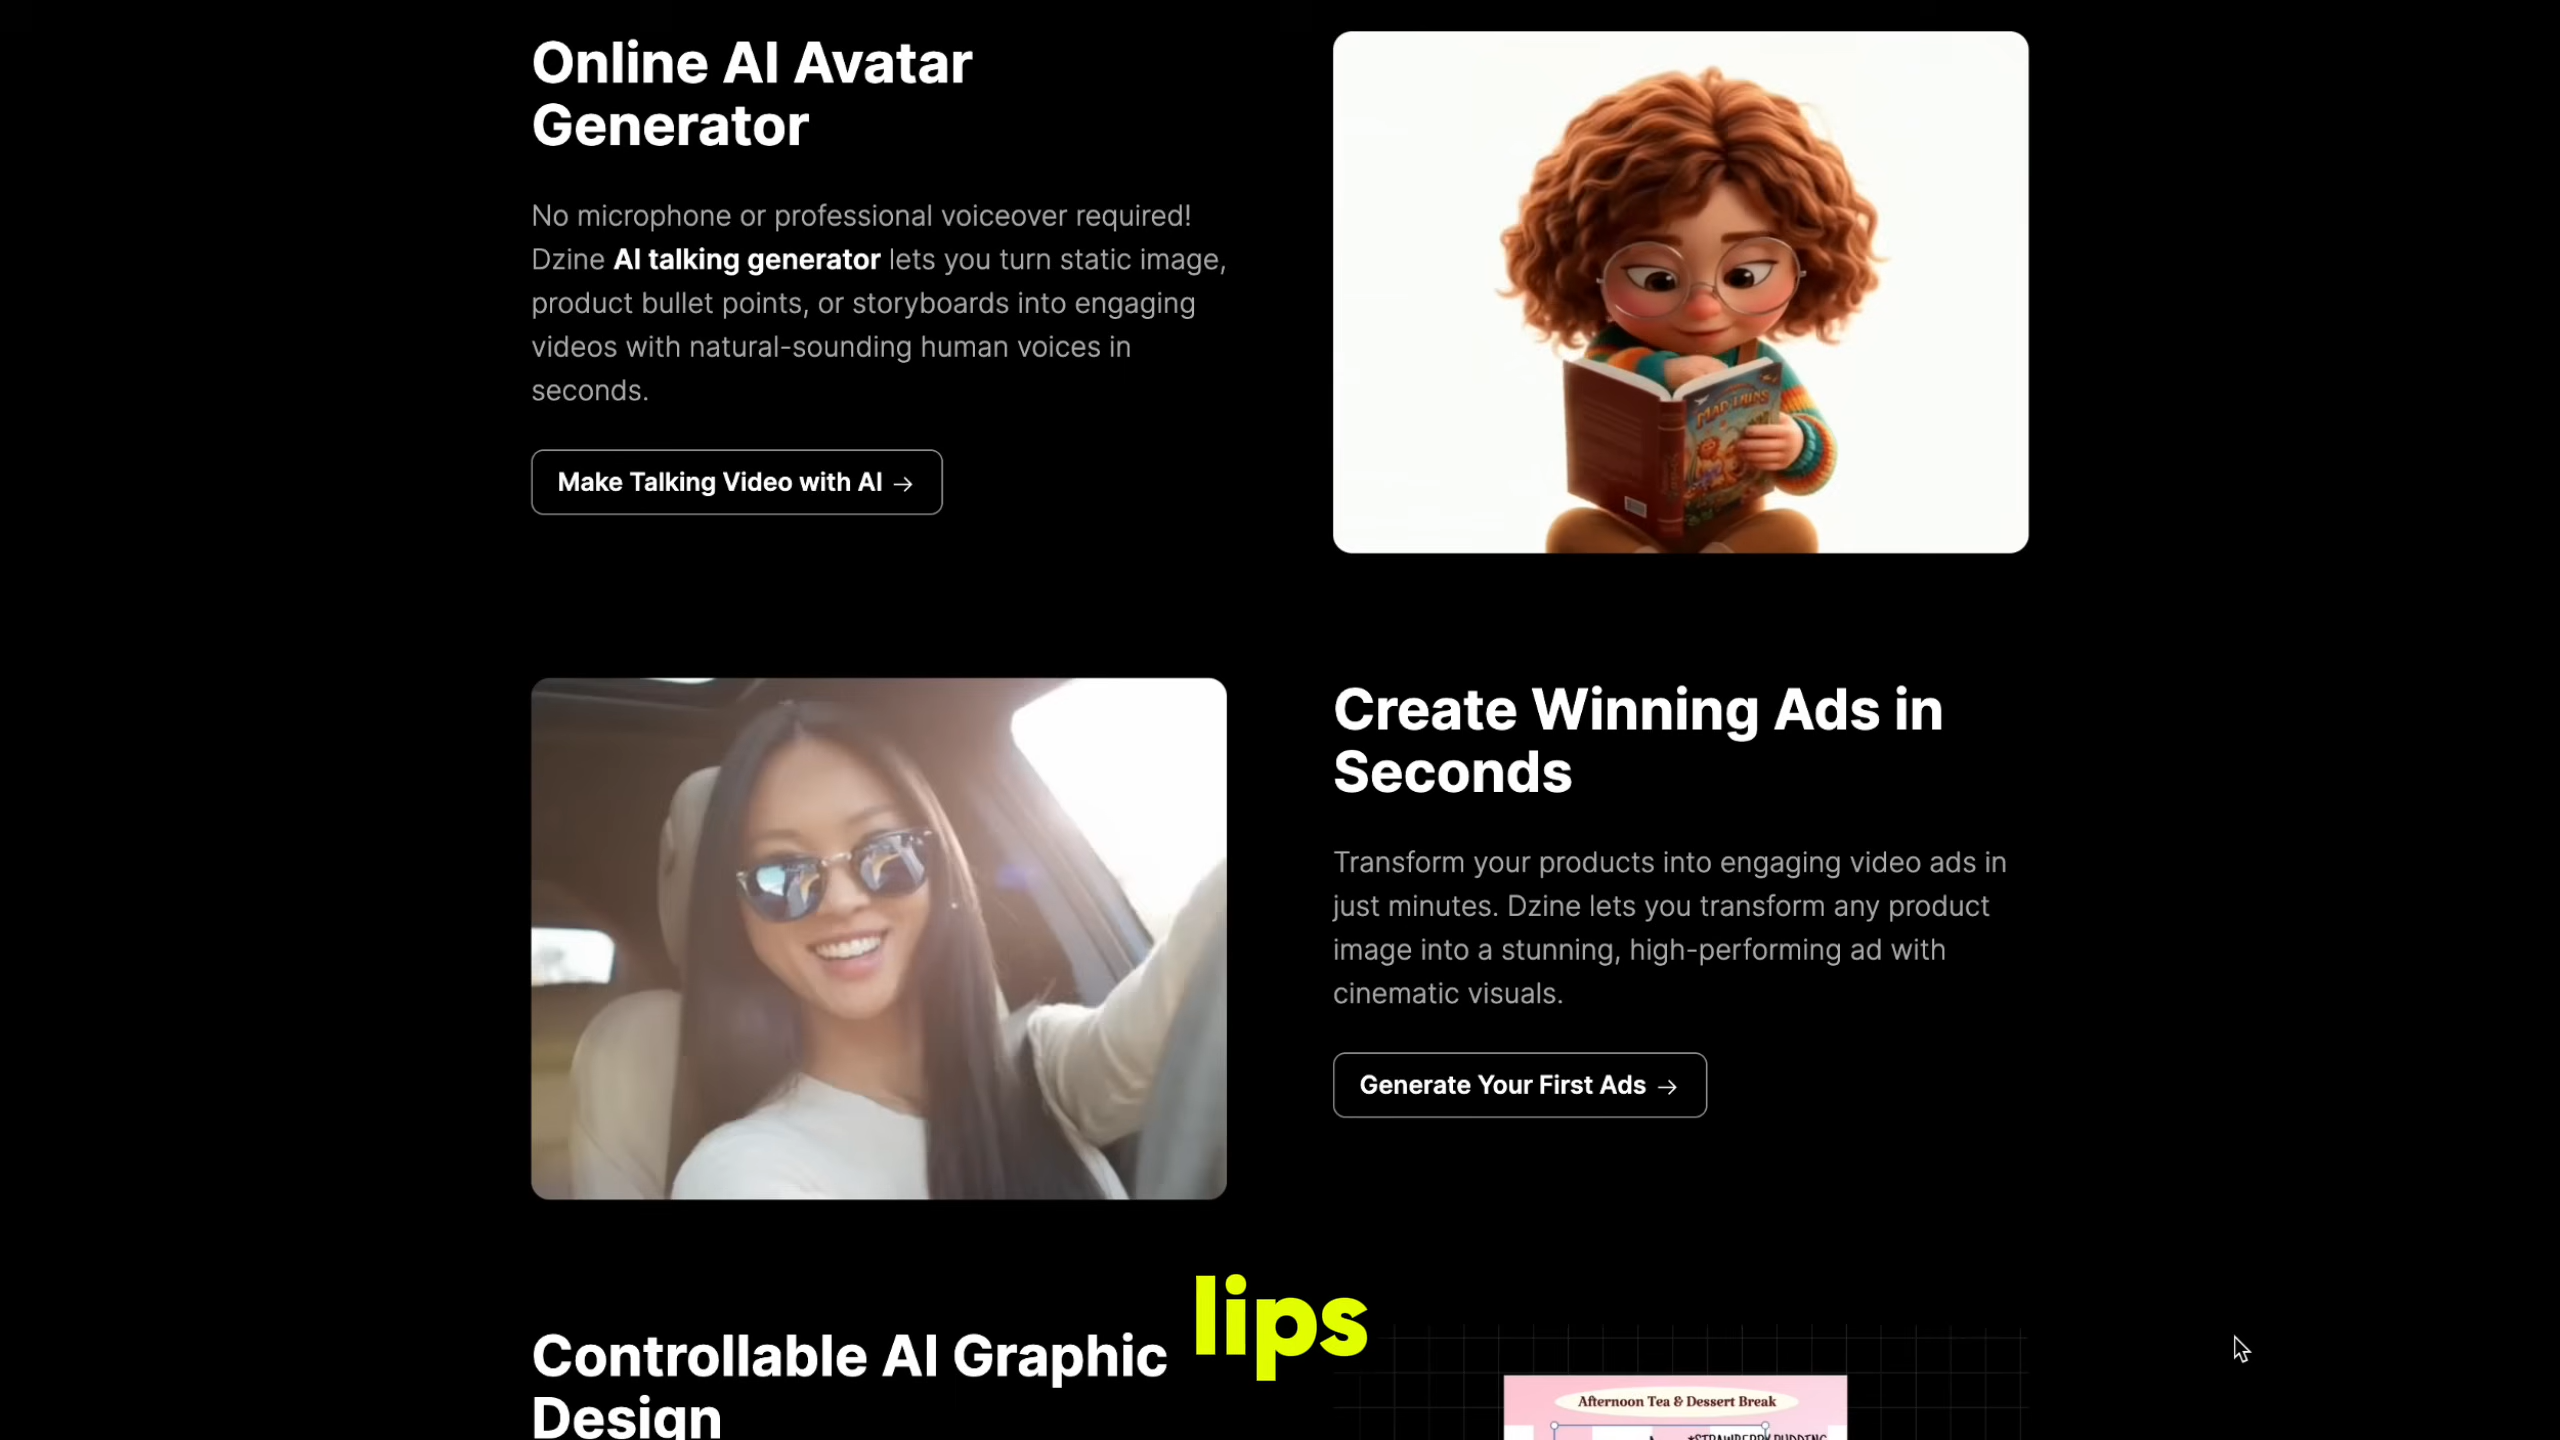 Online AI Avatar
Generator
No microphone or professional voiceover required!
Dzine AI talking generator lets you turn static image,
product bullet points, or storyboards into engaging
videos with natural-sounding human voices in
seconds.
Make Talking Video with AI →
Create Winning Ads in
Seconds
Transform your products into engaging video ads in
just minutes. Dzine lets you transform any product
image into a stunning, high-performing ad with
cinematic visuals.
Generate Your First Ads →
lips
Controllable AI Graphic
Design
Afternoon Tea & Dessert Break